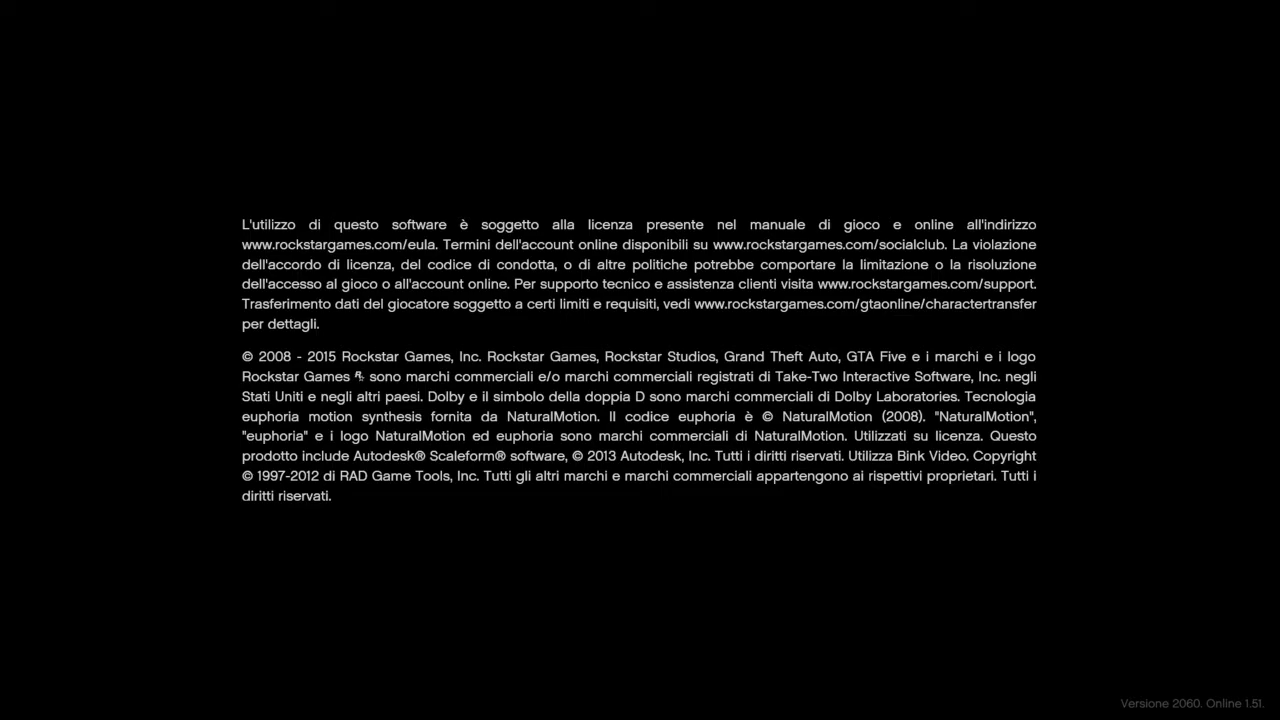 L'utilizzo di questo software è soggetto alla licenza presente nel manuale di gioco e online all'indirizzo
www.rockstargames.com/eula. Termini dell'account online disponibili su www.rockstargames.com/socialclub. La violazione
dell'accordo di licenza, del codice di condotta, o di altre politiche potrebbe comportare la limitazione o la risoluzione
dell'accesso al gioco o all'account online. Per supporto tecnico e assistenza clienti visita www.rockstargames.com/support.
Trasferimento dati del giocatore soggetto a certi limiti e requisiti, vedi www.rockstargames.com/gtaonline/charactertransfer
per dettagli.
© 2008 - 2015 Rockstar Games, Inc. Rockstar Games, Rockstar Studios, Grand Theft Auto, GTA Five e i marchi e i logo
Rockstar Games R* sono marchi commerciali e/o marchi commerciali registrati di Take-Two Interactive Software, Inc. negli
Stati Uniti e negli altri paesi. Dolby e il simbolo della doppia D sono marchi commerciali di Dolby Laboratories. Tecnologia
euphoria motion synthesis fornita da NaturalMotion. Il codice euphoria è © NaturalMotion (2008). "NaturalMotion",
"euphoria" e i logo NaturalMotion ed euphoria sono marchi commerciali di NaturalMotion. Utilizzati su licenza. Questo
prodotto include Autodesk® Scaleform® software, © 2013 Autodesk, Inc. Tutti i diritti riservati. Utilizza Bink Video. Copyright
© 1997-2012 di RAD Game Tools, Inc. Tutti gli altri marchi e marchi commerciali appartengono ai rispettivi proprietari. Tutti i
diritti riservati.
Versione 2060. Online 1.51.